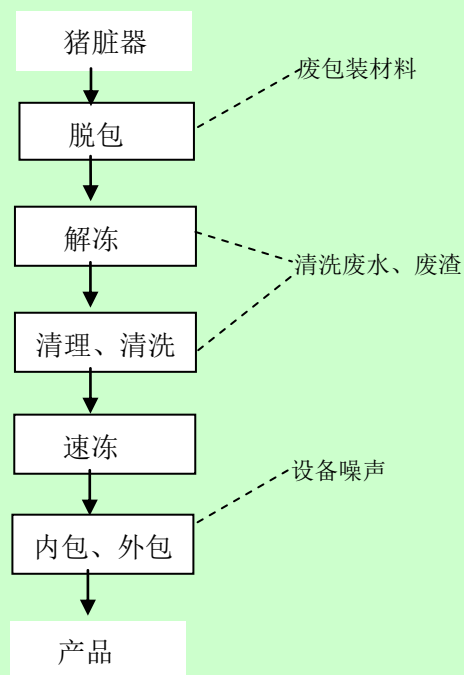 猪脏器
废包装材料
脱包
解冻
清洗废水、废渣
清理、清洗
速冻
设备噪声
内包、外包
产品